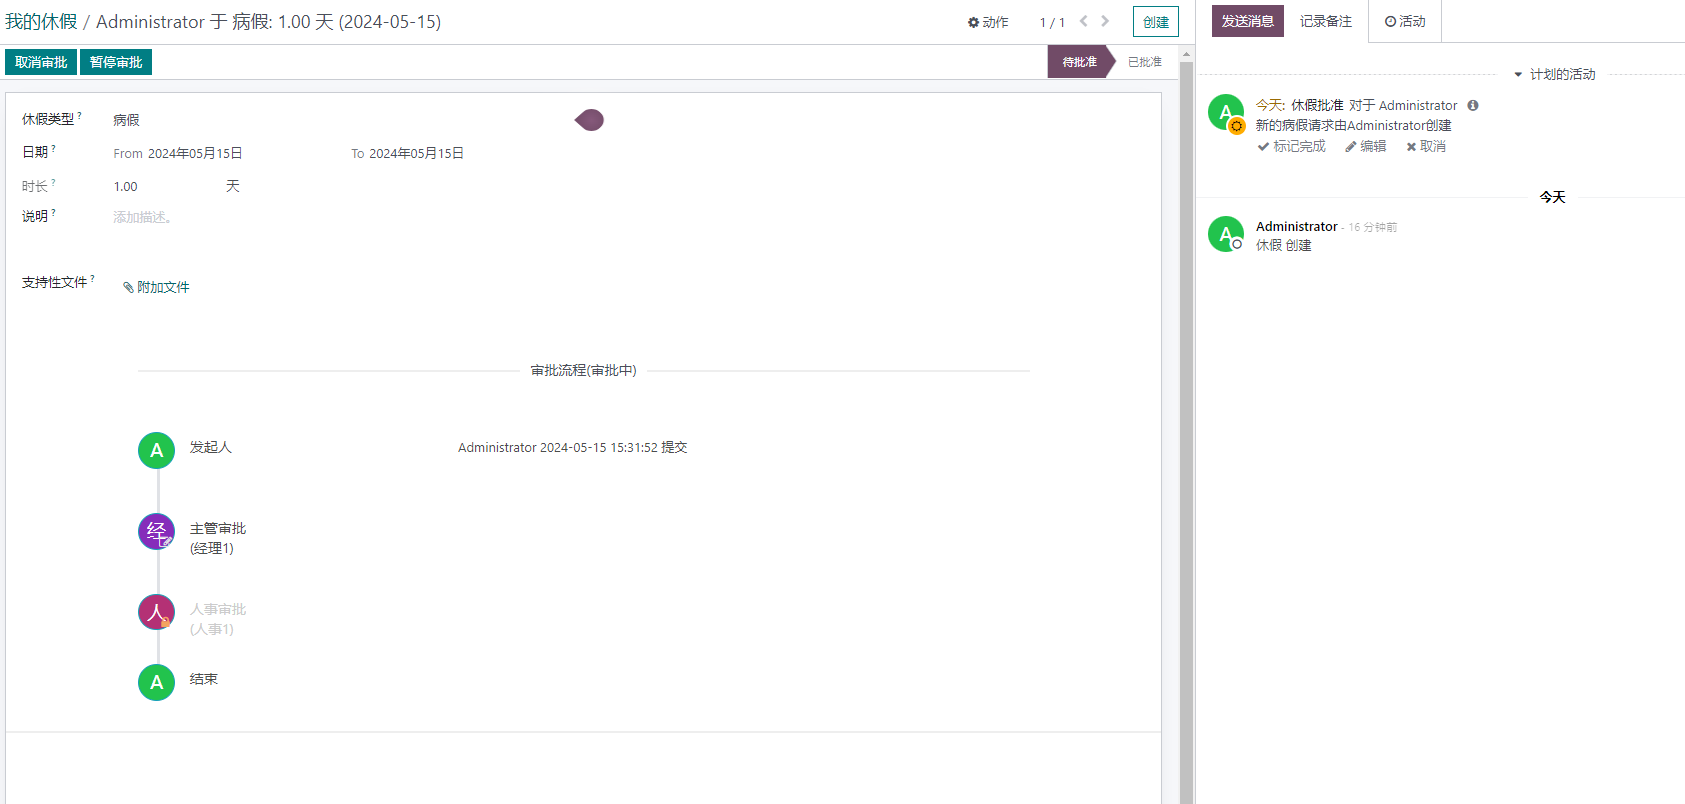 我的休假 / Administrator 于 病假: 1.00 天 (2024-05-15)
动作
1 / 1
创建
取消审批
暂停审批
待批准
已批准
休假类型 ?
病假
日期 ?
From 2024年05月15日
To 2024年05月15日
时长 ?
1.00
天
说明 ?
添加描述。
支持性文件 ?
附加文件
审批流程(审批中)
A
发起人
Administrator 2024-05-15 15:31:52 提交
经
主管审批
(经理1)
人
人事审批
(人事1)
A
结束
发送消息
记录备注
活动
计划的活动
A
今天: 休假批准 对于 Administrator
新的病假请求由Administrator创建
标记完成
编辑
取消
今天
A
Administrator - 16 分钟前
休假 创建